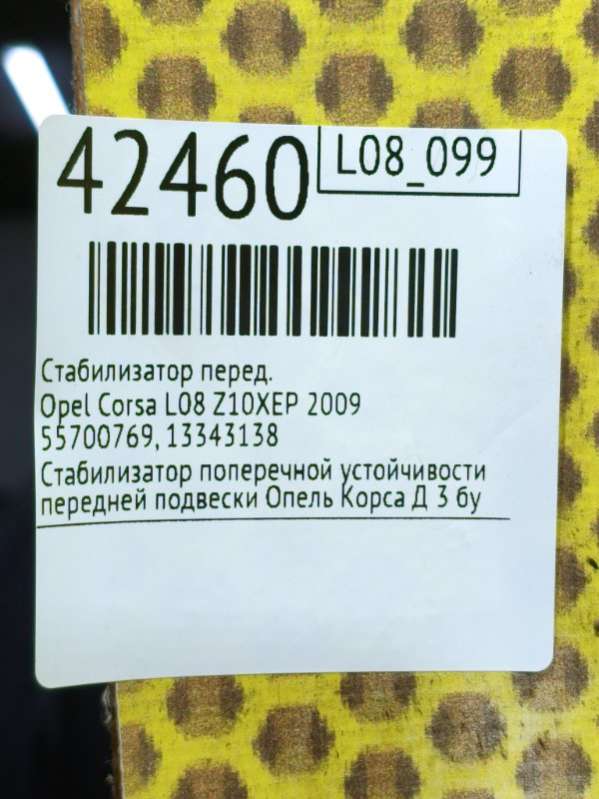 42460
L08_099
Стабилизатор перед.
Opel Corsa L08 Z10XEP 2009
55700769, 13343138
Стабилизатор поперечной устойчивости
передней подвески Опель Корса Д 3 бу